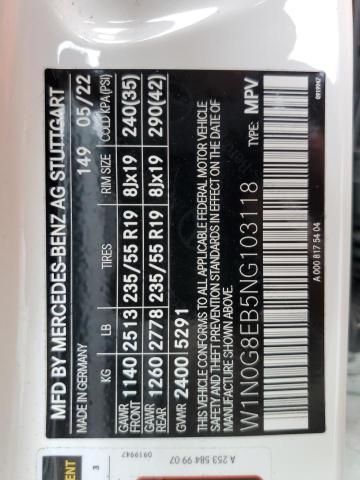 MFD BY MERCEDES-BENZ AG STUTTGART
MADE IN GERMANY 149 05/22
KG LB TIRES RIM SIZE COLD KPA(PSI)
GAWR FRONT 1140 2513 235/55 R19 8Jx19 240(35)
GAWR REAR 1260 2778 235/55 R19 8Jx19 290(42)
GVWR 2400 5291
THIS VEHICLE CONFORMS TO ALL APPLICABLE FEDERAL MOTOR VEHICLE
SAFETY AND THEFT PREVENTION STANDARDS IN EFFECT ON THE DATE OF
MANUFACTURE SHOWN ABOVE.
W1N0G8EB5NG103118 TYPE: MPV
A 000 817 54 04
0919947
A 253 584 99 07
0919947
3